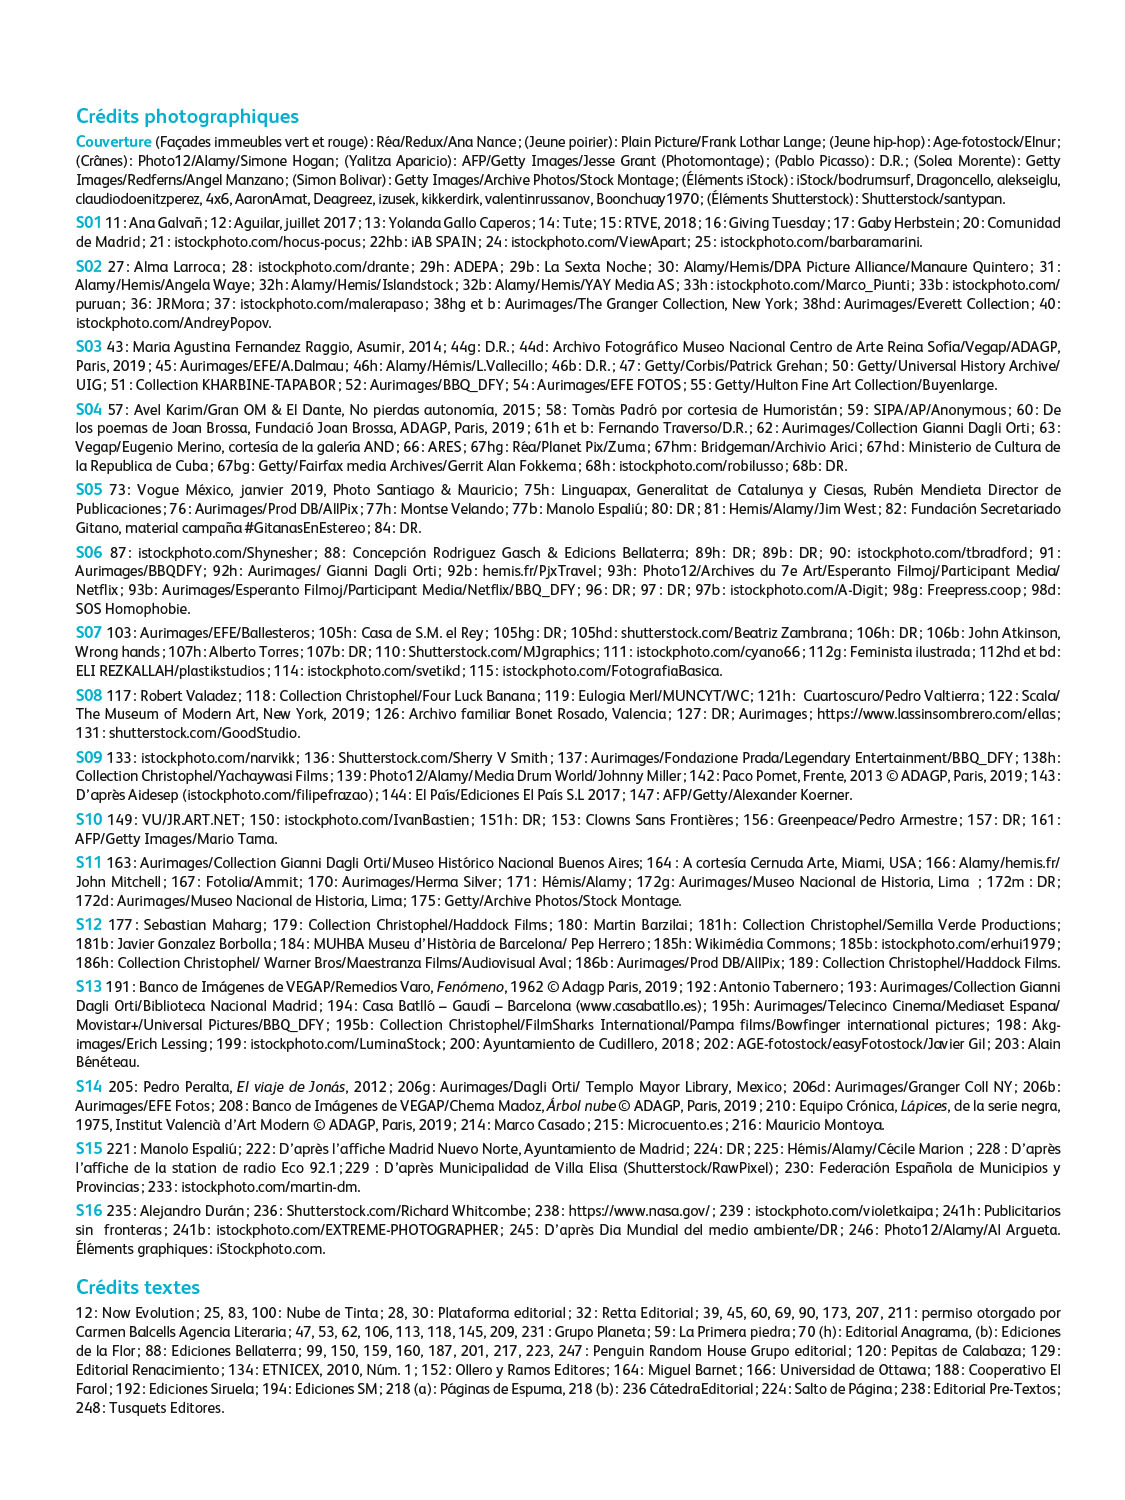 Crédits photographiques
Couverture (Façades immeubles vert et rouge) : Réa/Redux/Ana Nance ; (Jeune poirier) : Plain Picture/Frank Lothar Lange ; (Jeune hip-hop) : Age-fotostock/Elnur ;
(Crânes) : Photo12/Alamy/Simone Hogan ; (Yalitza Aparicio) : AFP/Getty Images/Jesse Grant (Photomontage) ; (Pablo Picasso) : D.R. ; (Solea Morente) : Getty
Images/Redferns/Angel Manzano ; (Simon Bolivar) : Getty Images/Archive Photos/Stock Montage ; (Éléments iStock) : iStock/bodrumsurf, Dragoncello, alekseiglu,
claudiodoenitzperez, 4x6, AaronAmat, Deagreez, izusek, kikkerdirk, valentinrussanov, Boonchuay1970 ; (Éléments Shutterstock) : Shutterstock/santypan.
S01 11 : Ana Galvañ ; 12 : Aguilar, juillet 2017 ; 13 : Yolanda Gallo Caperos ; 14 : Tute ; 15 : RTVE, 2018 ; 16 : Giving Tuesday ; 17 : Gaby Herbstein ; 20 : Comunidad
de Madrid ; 21 : istockphoto.com/hocus-pocus ; 22hb : iAB SPAIN ; 24 : istockphoto.com/ViewApart ; 25 : istockphoto.com/barbaramarini.
S02 27 : Alma Larroca ; 28 : istockphoto.com/drante ; 29h : ADEPA ; 29b : La Sexta Noche ; 30 : Alamy/Hemis/DPA Picture Alliance/Manaure Quintero ; 31 :
Alamy/Hemis/Angela Waye ; 32h : Alamy/Hemis/Islandstock ; 32b : Alamy/Hemis/YAY Media AS ; 33h : istockphoto.com/Marco_Piunti ; 33b : istockphoto.com/
puruan ; 36 : JRMora ; 37 : istockphoto.com/malerapaso ; 38hg et b : Aurimages/The Granger Collection, New York ; 38hd : Aurimages/Everett Collection ; 40 :
istockphoto.com/AndreyPopov.
S03 43 : Maria Agustina Fernandez Raggio, Asumir, 2014 ; 44g : D.R. ; 44d : Archivo Fotográfico Museo Nacional Centro de Arte Reina Sofía/Vegap/ADAGP,
Paris, 2019 ; 45 : Aurimages/EFE/A.Dalmau ; 46h : Alamy/Hémis/L.Vallecillo ; 46b : D.R. ; 47 : Getty/Corbis/Patrick Grehan ; 50 : Getty/Universal History Archive/
UIG ; 51 : Collection KHARBINE-TAPABOR ; 52 : Aurimages/BBQ_DFY ; 54 : Aurimages/EFE FOTOS ; 55 : Getty/Hulton Fine Art Collection/Buyenlarge.
S04 57 : Avel Karim/Gran OM & El Dante, No pierdas autonomía, 2015 ; 58 : Tomàs Padró por cortesia de Humoristán ; 59 : SIPA/AP/Anonymous ; 60 : De
los poemas de Joan Brossa, Fundació Joan Brossa, ADAGP, Paris, 2019 ; 61h et b : Fernando Traverso/D.R. ; 62 : Aurimages/Collection Gianni Dagli Orti ; 63 :
Vegap/Eugenio Merino, cortesía de la galería AND ; 66 : ARES ; 67hg : Réa/Planet Pix/Zuma ; 67hm : Bridgeman/Archivio Arici ; 67hd : Ministerio de Cultura de
la Republica de Cuba ; 67bg : Getty/Fairfax media Archives/Gerrit Alan Fokkema ; 68h : istockphoto.com/robilusso ; 68b : DR.
S05 73 : Vogue México, janvier 2019, Photo Santiago & Mauricio ; 75h : Linguapax, Generalitat de Catalunya y Ciesas, Rubén Mendieta Director de
Publicaciones ; 76 : Aurimages/Prod DB/AllPix ; 77h : Montse Velando ; 77b : Manolo Espaliú ; 80 : DR ; 81 : Hemis/Alamy/Jim West ; 82 : Fundación Secretariado
Gitano, material campaña #GitanasEnEstereo ; 84 : DR.
S06 87 : istockphoto.com/Shynesher ; 88 : Concepción Rodriguez Gasch & Edicions Bellaterra ; 89h : DR ; 89b : DR ; 90 : istockphoto.com/tbradford ; 91 :
Aurimages/BBQDFY ; 92h : Aurimages/ Gianni Dagli Orti ; 92b : hemis.fr/PjxTravel ; 93h : Photo12/Archives du 7e Art/Esperanto Filmoj/Participant Media/
Netflix ; 93b : Aurimages/Esperanto Filmoj/Participant Media/Netflix/BBQ_DFY ; 96 : DR ; 97 : DR ; 97b : istockphoto.com/A-Digit ; 98g : Freepress.coop ; 98d :
SOS Homophobie.
S07 103 : Aurimages/EFE/Ballesteros ; 105h : Casa de S.M. el Rey ; 105hg : DR ; 105hd : shutterstock.com/Beatriz Zambrana ; 106h : DR ; 106b : John Atkinson,
Wrong hands ; 107h : Alberto Torres ; 107b : DR ; 110 : Shutterstock.com/MJgraphics ; 111 : istockphoto.com/cyano66 ; 112g : Feminista ilustrada ; 112hd et bd :
ELI REZKALLAH/plastikstudios ; 114 : istockphoto.com/svetikd ; 115 : istockphoto.com/FotografiaBasica.
S08 117 : Robert Valadez ; 118 : Collection Christophel/Four Luck Banana ; 119 : Eulogia Merl/MUNCYT/WC ; 121h : Cuartoscuro/Pedro Valtierra ; 122 : Scala/
The Museum of Modern Art, New York, 2019 ; 126 : Archivo familiar Bonet Rosado, Valencia ; 127 : DR ; Aurimages ; https://www.lassinsombrero.com/ellas ;
131 : shutterstock.com/GoodStudio.
S09 133 : istockphoto.com/narvikk ; 136 : Shutterstock.com/Sherry V Smith ; 137 : Aurimages/Fondazione Prada/Legendary Entertainment/BBQ_DFY ; 138h :
Collection Christophel/Yachaywasi Films ; 139 : Photo12/Alamy/Media Drum World/Johnny Miller ; 142 : Paco Pomet, Frente, 2013 © ADAGP, Paris, 2019 ; 143 :
D'après Aidesep (istockphoto.com/filipefrazao) ; 144 : El País/Ediciones El País S.L 2017 ; 147 : AFP/Getty/Alexander Koerner.
S10 149 : VU/JR.ART.NET ; 150 : istockphoto.com/IvanBastien ; 151h : DR ; 153 : Clowns Sans Frontières ; 156 : Greenpeace/Pedro Armestre ; 157 : DR ; 161 :
AFP/Getty Images/Mario Tama.
S11 163 : Aurimages/Collection Gianni Dagli Orti/Museo Histórico Nacional Buenos Aires ; 164 : A cortesía Cernuda Arte, Miami, USA ; 166 : Alamy/hemis.fr/
John Mitchell ; 167 : Fotolia/Ammit ; 170 : Aurimages/Herma Silver ; 171 : Hémis/Alamy ; 172g : Aurimages/Museo Nacional de Historia, Lima ; 172m : DR ;
172d : Aurimages/Museo Nacional de Historia, Lima ; 175 : Getty/Archive Photos/Stock Montage.
S12 177 : Sebastian Maharg ; 179 : Collection Christophel/Haddock Films ; 180 : Martin Barzilai ; 181h : Collection Christophel/Semilla Verde Productions ;
181b : Javier Gonzalez Borbolla ; 184 : MUHBA Museu d'Història de Barcelona/ Pep Herrero ; 185h : Wikimédia Commons ; 185b : istockphoto.com/erhui1979 ;
186h : Collection Christophel/ Warner Bros/Maestranza Films/Audiovisual Aval ; 186b : Aurimages/Prod DB/AllPix ; 189 : Collection Christophel/Haddock Films.
S13 191 : Banco de Imágenes de VEGAP/Remedios Varo, Fenómeno, 1962 © Adagp Paris, 2019 ; 192 : Antonio Tabernero ; 193 : Aurimages/Collection Gianni
Dagli Orti/Biblioteca Nacional Madrid ; 194 : Casa Batlló – Gaudí – Barcelona (www.casabatllo.es) ; 195h : Aurimages/Telecinco Cinema/Mediaset Espana/
Movistar+/Universal Pictures/BBQ_DFY ; 195b : Collection Christophel/FilmSharks International/Pampa films/Bowfinger international pictures ; 198 : Akg-
images/Erich Lessing ; 199 : istockphoto.com/LuminaStock ; 200 : Ayuntamiento de Cudillero, 2018 ; 202 : AGE-fotostock/easyFotostock/Javier Gil ; 203 : Alain
Bénéteau.
S14 205 : Pedro Peralta, El viaje de Jonás, 2012 ; 206g : Aurimages/Dagli Orti/ Templo Mayor Library, Mexico ; 206d : Aurimages/Granger Coll NY ; 206b :
Aurimages/EFE Fotos ; 208 : Banco de Imágenes de VEGAP/Chema Madoz, Árbol nube © ADAGP, Paris, 2019 ; 210 : Equipo Crónica, Lápices, de la serie negra,
1975, Institut Valencià d'Art Modern © ADAGP, Paris, 2019 ; 214 : Marco Casado ; 215 : Microcuento.es ; 216 : Mauricio Montoya.
S15 221 : Manolo Espaliú ; 222 : D'après l'affiche Madrid Nuevo Norte, Ayuntamiento de Madrid ; 224 : DR ; 225 : Hémis/Alamy/Cécile Marion ; 228 : D'après
l'affiche de la station de radio Eco 92.1 ; 229 : D'après Municipalidad de Villa Elisa (Shutterstock/RawPixel) ; 230 : Federación Española de Municipios y
Provincias ; 233 : istockphoto.com/martin-dm.
S16 235 : Alejandro Durán ; 236 : Shutterstock.com/Richard Whitcombe ; 238 : https://www.nasa.gov/ ; 239 : istockphoto.com/violetkaipa ; 241h : Publicitarios
sin fronteras ; 241b : istockphoto.com/EXTREME-PHOTOGRAPHER ; 245 : D'après Dia Mundial del medio ambiente/DR ; 246 : Photo12/Alamy/Al Argueta.
Éléments graphiques : iStockphoto.com.
Crédits textes
12 : Now Evolution ; 25, 83, 100 : Nube de Tinta ; 28, 30 : Plataforma editorial ; 32 : Retta Editorial ; 39, 45, 60, 69, 90, 173, 207, 211 : permiso otorgado por
Carmen Balcells Agencia Literaria ; 47, 53, 62, 106, 113, 118, 145, 209, 231 : Grupo Planeta ; 59 : La Primera piedra ; 70 (h) : Editorial Anagrama, (b) : Ediciones
de la Flor ; 88 : Ediciones Bellaterra ; 99, 150, 159, 160, 187, 201, 217, 223, 247 : Penguin Random House Grupo editorial ; 120 : Pepitas de Calabaza ; 129 :
Editorial Renacimiento ; 134 : ETNICEX, 2010, Núm. 1 ; 152 : Ollero y Ramos Editores ; 164 : Miguel Barnet ; 166 : Universidad de Ottawa ; 188 : Cooperativo El
Farol ; 192 : Ediciones Siruela ; 194 : Ediciones SM ; 218 (a) : Páginas de Espuma, 218 (b) : 236 CátedraEditorial ; 224 : Salto de Página ; 238 : Editorial Pre-Textos ;
248 : Tusquets Editores.